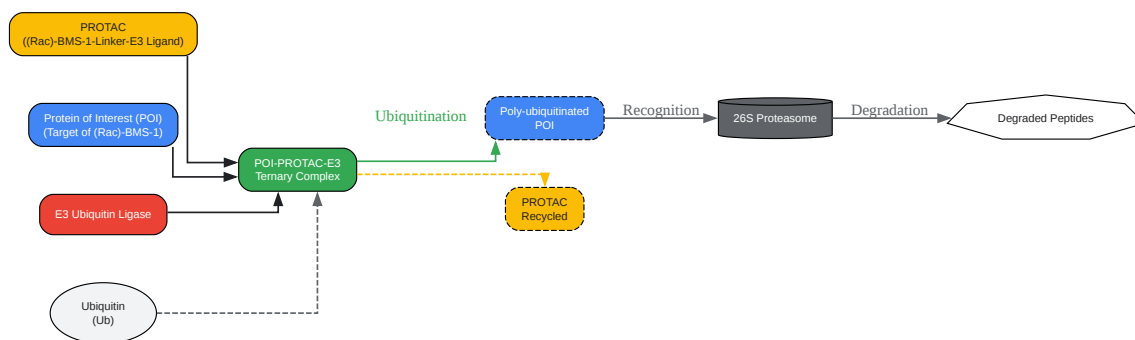 PROTAC
((Rac)-BMS-1-Linker-E3 Ligand)
Protein of Interest (POI)
(Target of (Rac)-BMS-1)
E3 Ubiquitin Ligase
Ubiquitin
(Ub)
POI-PROTAC-E3
Ternary Complex
Ubiquitination
Poly-ubiquitinated
POI
PROTAC
Recycled
Recognition
26S Proteasome
Degradation
Degraded Peptides